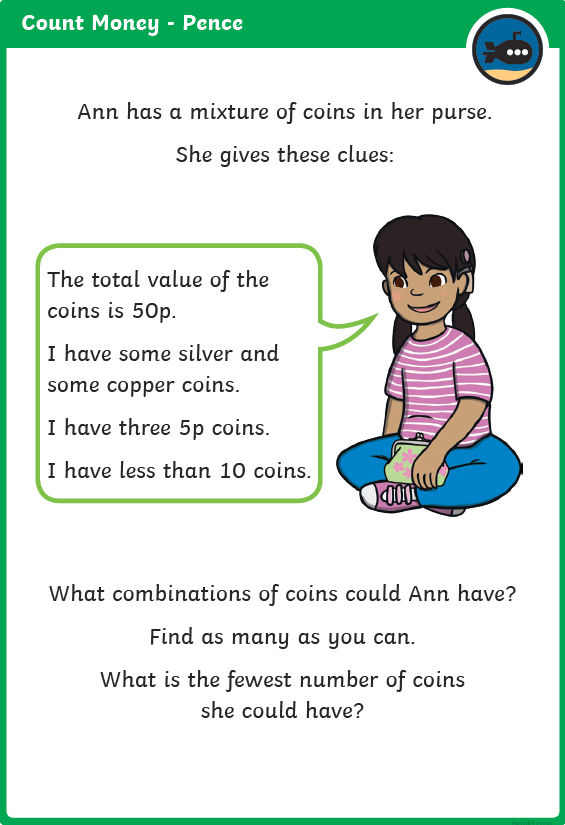 Count Money - Pence
Ann has a mixture of coins in her purse.
She gives these clues:
The total value of the
coins is 50p.
I have some silver and
some copper coins.
I have three 5p coins.
I have less than 10 coins.
What combinations of coins could Ann have?
Find as many as you can.
What is the fewest number of coins
she could have?